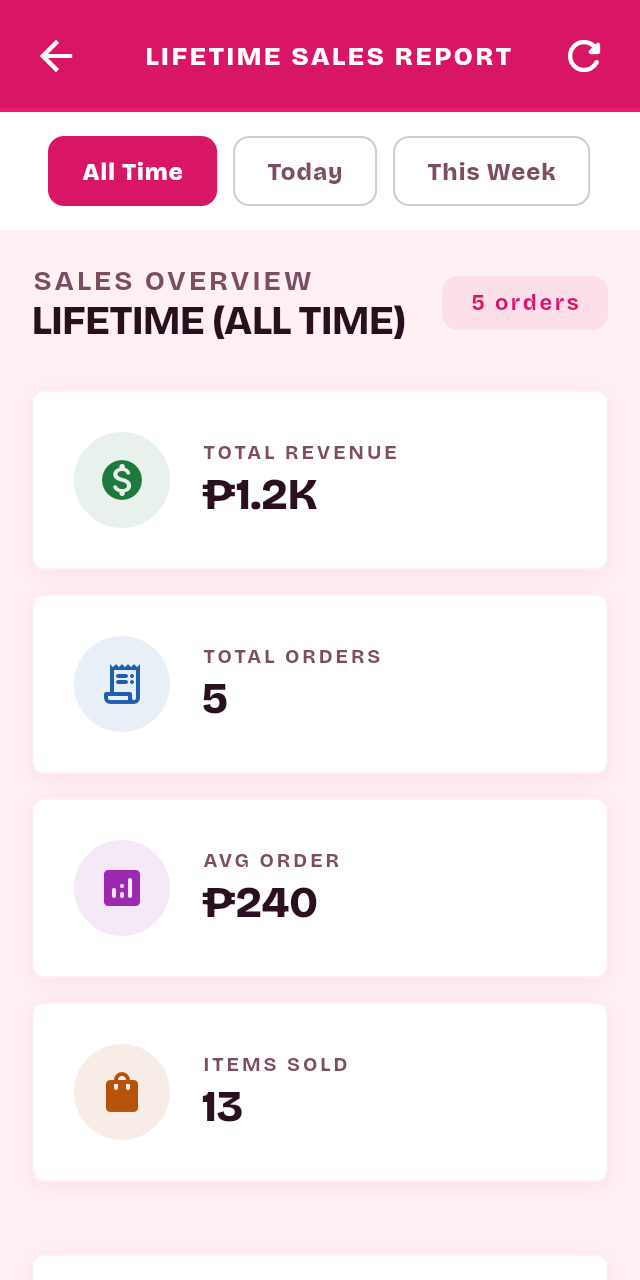 LIFETIME SALES REPORT
All Time
Today
This Week
SALES OVERVIEW
LIFETIME (ALL TIME)
5 orders
TOTAL REVENUE
₱1.2K
TOTAL ORDERS
5
AVG ORDER
₱240
ITEMS SOLD
13